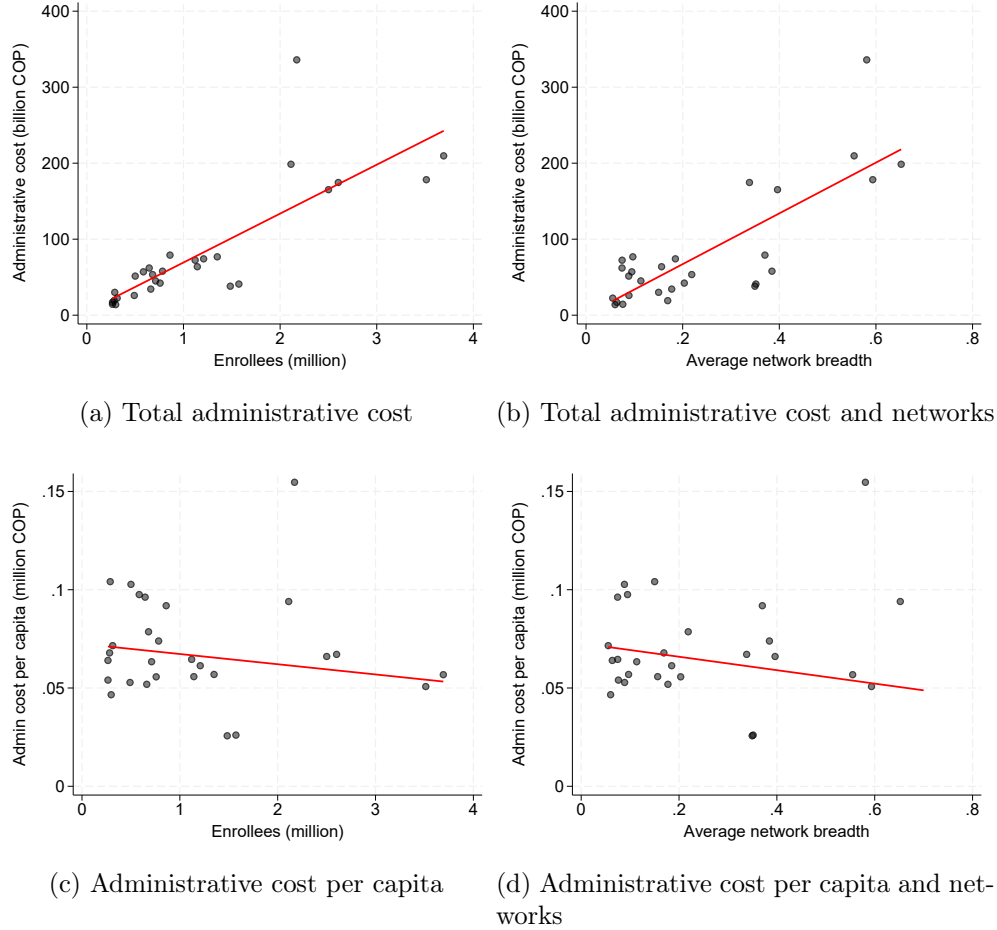 400
300
200
100
0
Administrative cost (billion COP)
0 1 2 3 4
Enrollees (million)
(a) Total administrative cost
400
300
200
100
0
Administrative cost (billion COP)
0 .2 .4 .6 .8
Average network breadth
(b) Total administrative cost and networks
.15
.1
.05
0
Admin cost per capita (million COP)
0 1 2 3 4
Enrollees (million)
(c) Administrative cost per capita
.15
.1
.05
0
Admin cost per capita (million COP)
0 .2 .4 .6 .8
Average network breadth
(d) Administrative cost per capita and net-
works